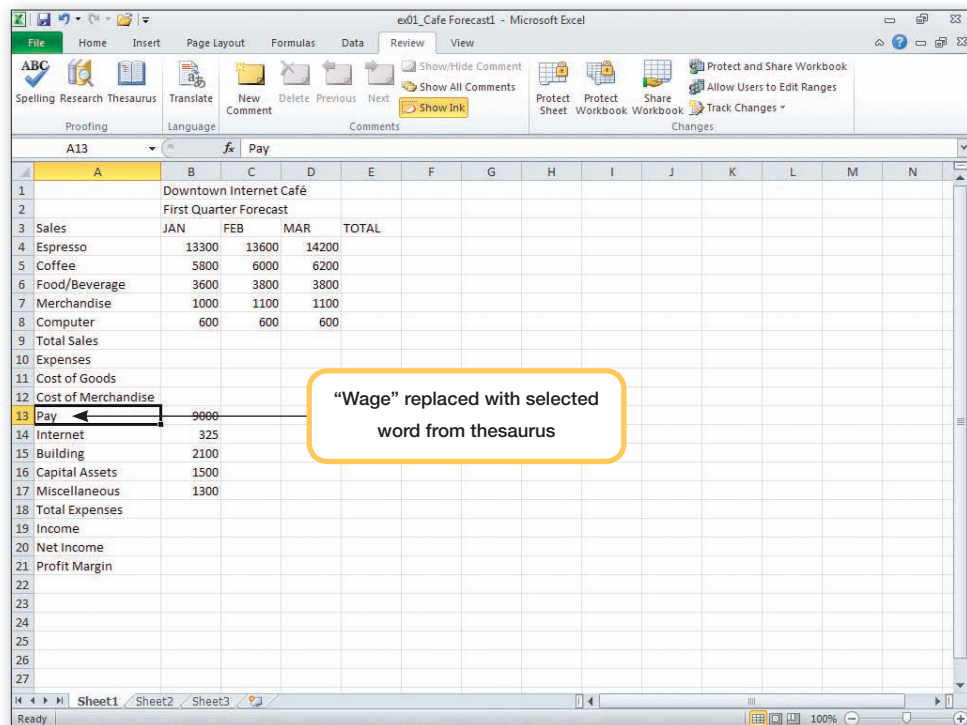 ex01_Cafe Forecast1 - Microsoft Excel
File Home Insert Page Layout Formulas Data Review View
ABC
Spelling Research Thesaurus
Proofing
Translate
Language
New Comment Delete Previous Next
Show/Hide Comment
Show All Comments
Show Ink
Comments
Protect Sheet Protect Workbook Share Workbook
Protect and Share Workbook
Allow Users to Edit Ranges
Track Changes
Changes
A13 fx Pay
A B C D E F G H I J K L M N
1 Downtown Internet Café
2 First Quarter Forecast
3 Sales JAN FEB MAR TOTAL
4 Espresso 13300 13600 14200
5 Coffee 5800 6000 6200
6 Food/Beverage 3600 3800 3800
7 Merchandise 1000 1100 1100
8 Computer 600 600 600
9 Total Sales
10 Expenses
11 Cost of Goods
12 Cost of Merchandise
13 Pay 9000
14 Internet 325
15 Building 2100
16 Capital Assets 1500
17 Miscellaneous 1300
18 Total Expenses
19 Income
20 Net Income
21 Profit Margin
22
23
24
25
26
27
“Wage” replaced with selected
word from thesaurus
Sheet1 Sheet2 Sheet3
Ready 100%